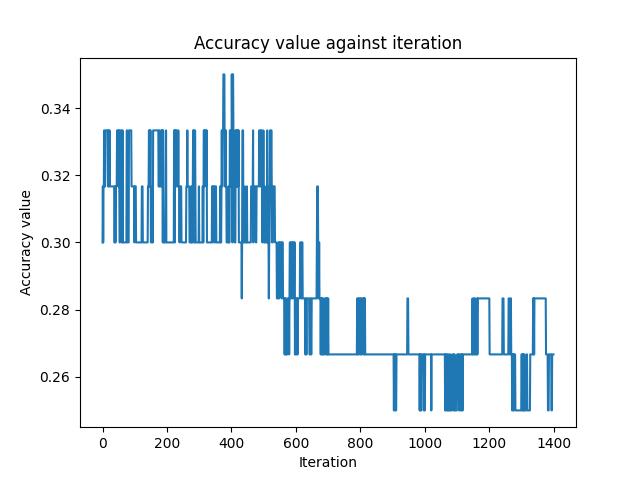 Accuracy value against iteration
0.34
0.32
0.30
0.28
0.26
Accuracy value
0 200 400 600 800 1000 1200 1400
Iteration